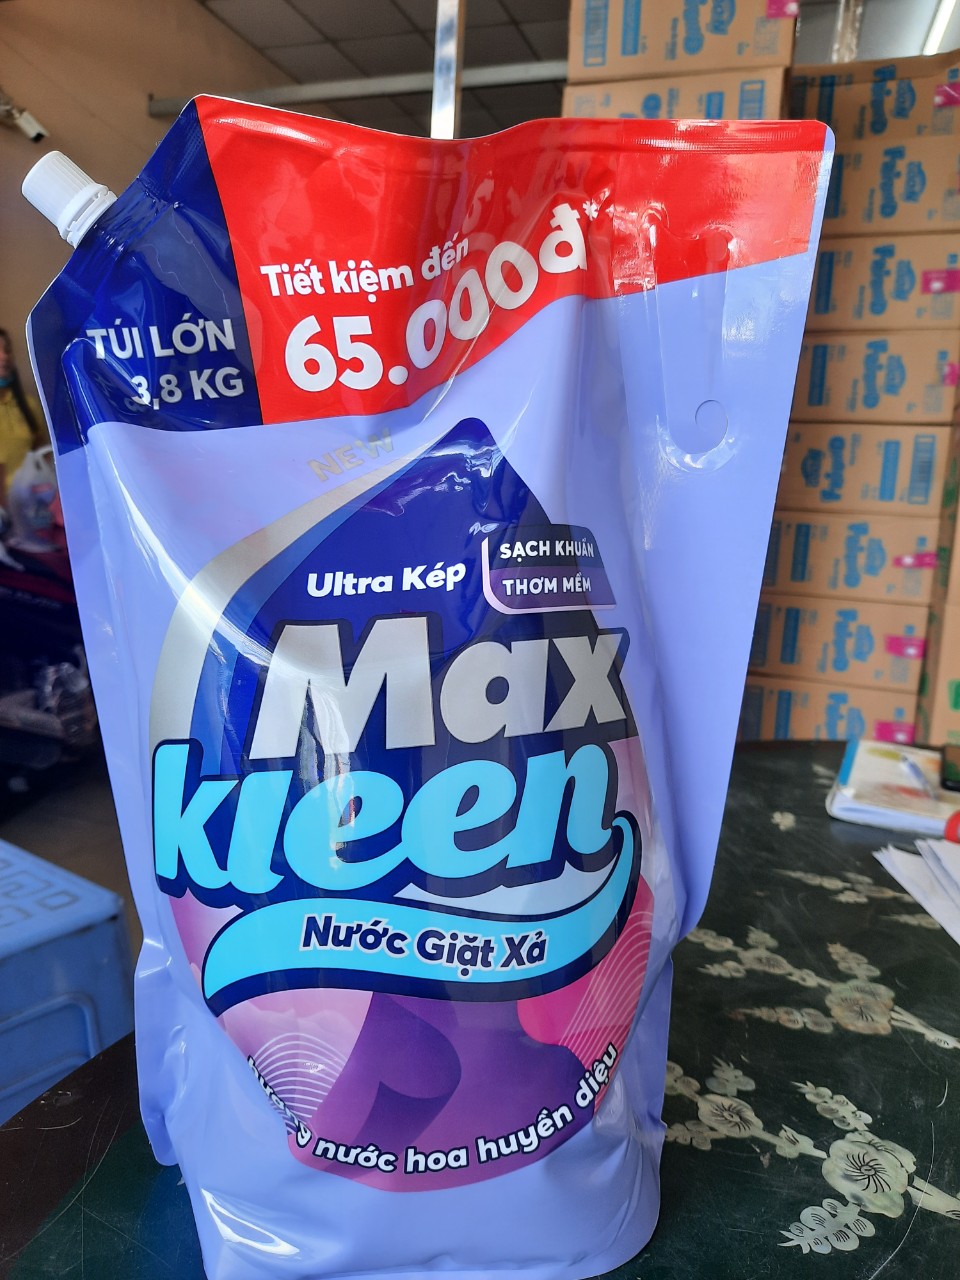 Tiết kiệm đến
65.000đ*
TÚI LỚN
3,8 KG
NEW
Ultra Kép
SẠCH KHUẨN
THƠM MỀM
Max
kleen
Nước Giặt Xả
nước hoa huyền diệu